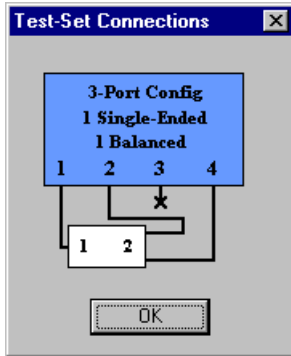 Test-Set Connections
3-Port Config
1 Single-Ended
1 Balanced
1 2 3 4
1 2
OK